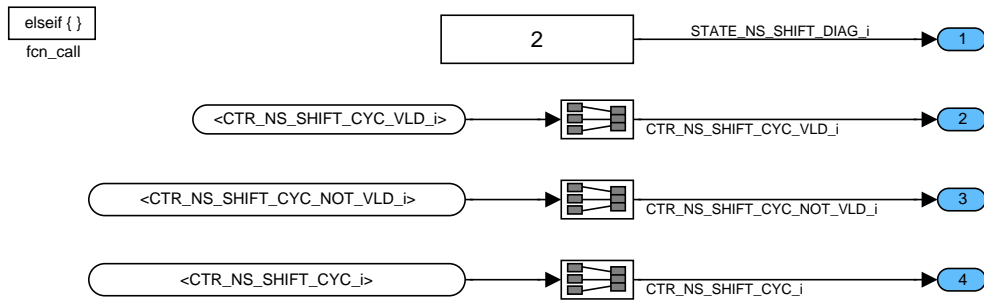 elseif { }
fcn_call
2
STATE_NS_SHIFT_DIAG_i
1
<CTR_NS_SHIFT_CYC_VLD_i>
CTR_NS_SHIFT_CYC_VLD_i
2
<CTR_NS_SHIFT_CYC_NOT_VLD_i>
CTR_NS_SHIFT_CYC_NOT_VLD_i
3
<CTR_NS_SHIFT_CYC_i>
CTR_NS_SHIFT_CYC_i
4